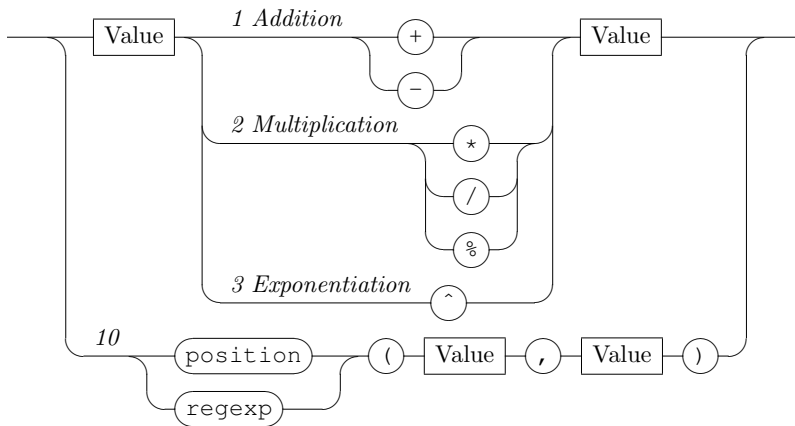 1 Addition
Value + Value
-
2 Multiplication
*
/
%
3 Exponentiation
^
10
position ( Value , Value )
regexp